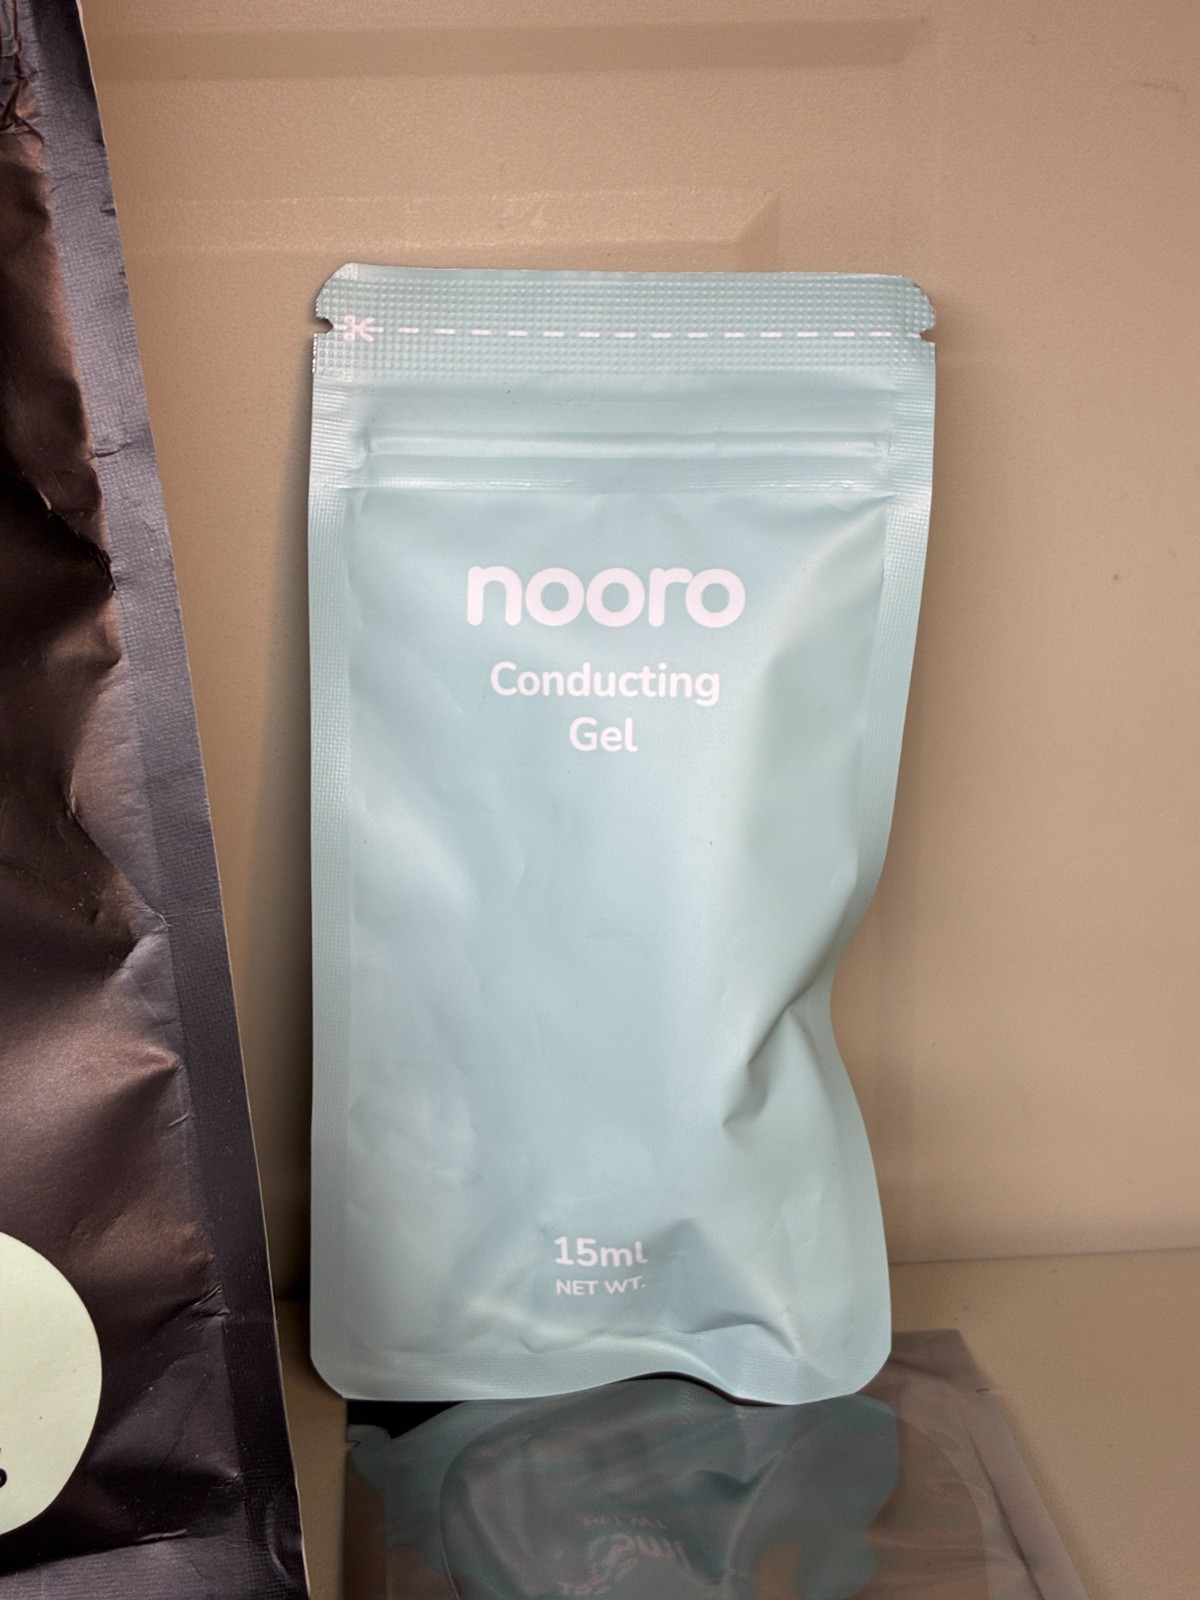 nooro
Conducting
Gel
15ml
NET WT.